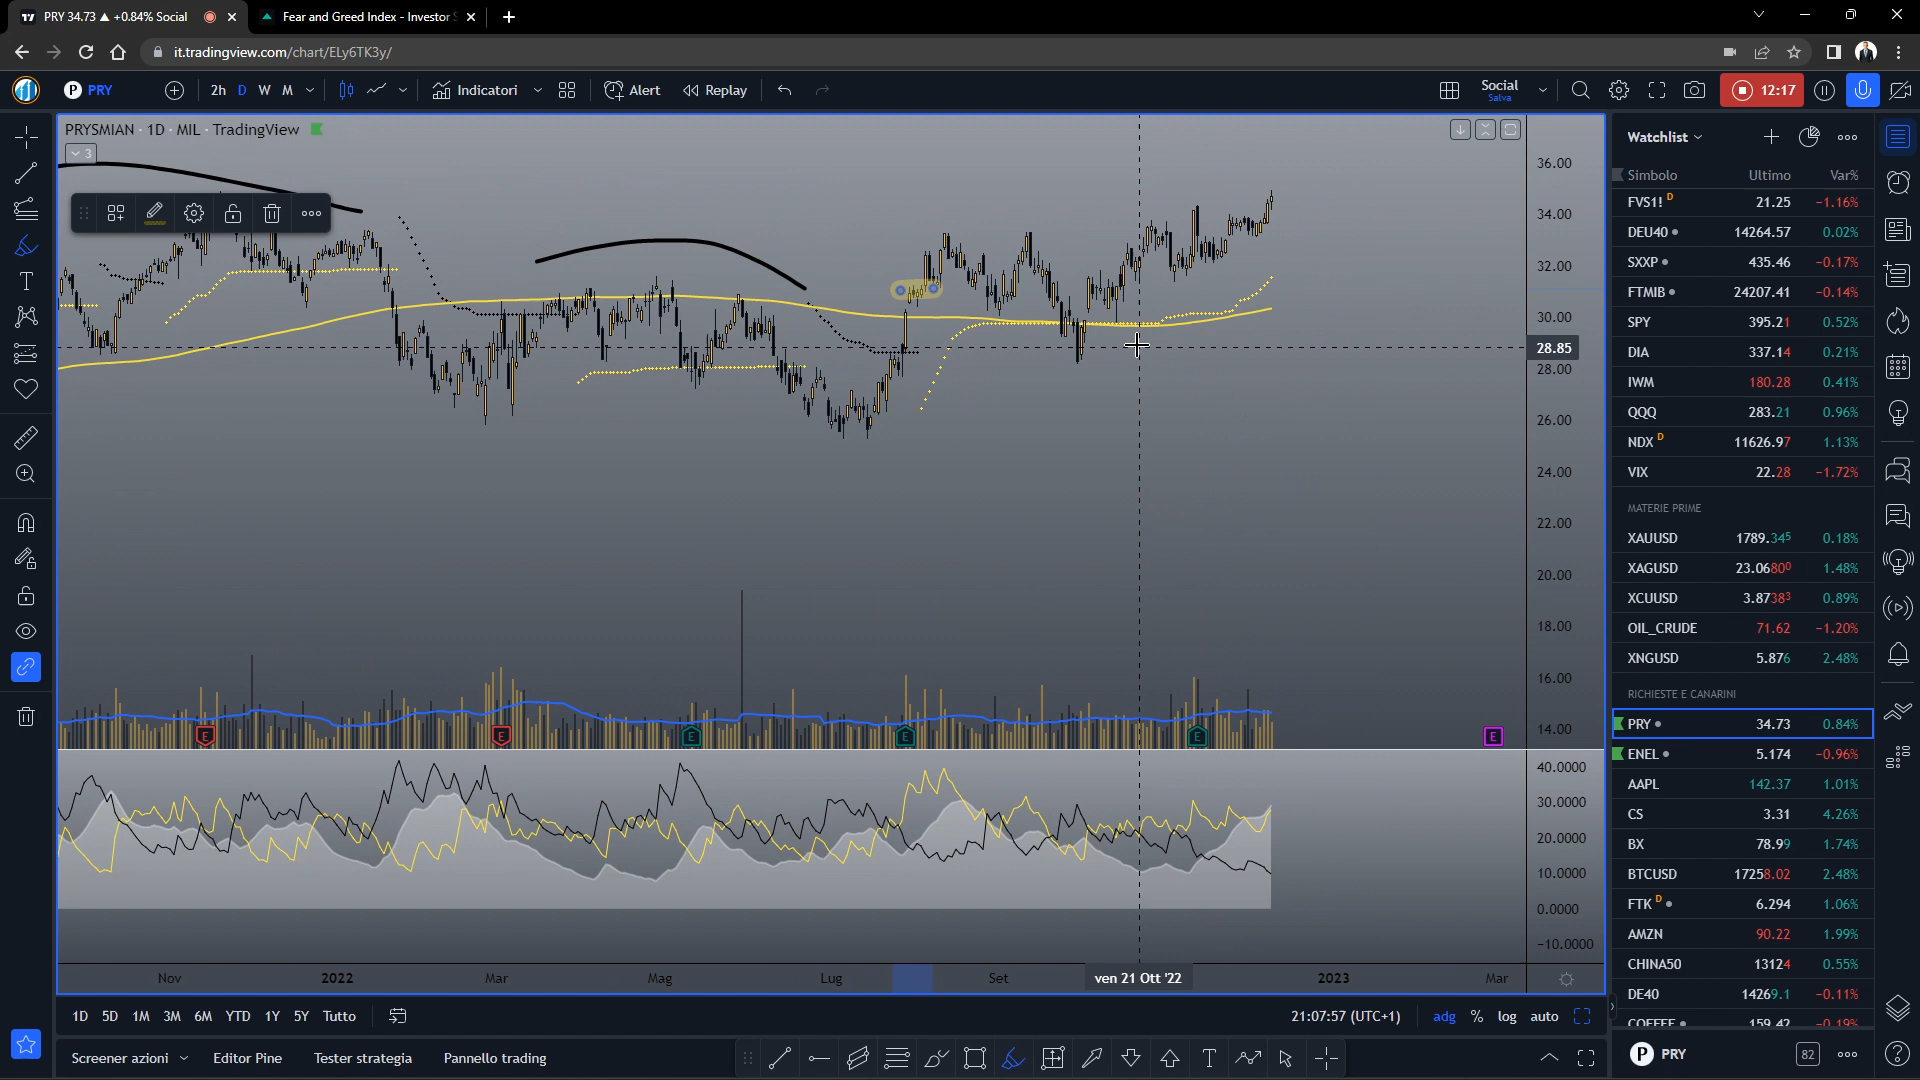 PRY 34.73 ▲ +0.84% Social
Fear and Greed Index - Investor S
it.tradingview.com/chart/ELy6TK3y/
P PRY 2h D W M Indicatori Alert Replay Social Salva 12:17
PRYSMIAN · 1D · MIL · TradingView
3
36.00
34.00
32.00
30.00
28.85
28.00
26.00
24.00
22.00
20.00
18.00
16.00
14.00
E E E E E E
40.0000
30.0000
20.0000
10.0000
0.0000
-10.0000
Nov 2022 Mar Mag Lug Set ven 21 Ott '22 2023 Mar
1D 5D 1M 3M 6M YTD 1Y 5Y Tutto 21:07:57 (UTC+1) adg % log auto
Screener azioni Editor Pine Tester strategia Pannello trading
Watchlist
Simbolo Ultimo Var%
FVS1! D 21.25 −1.16%
DEU40 14264.57 0.02%
SXXP 435.46 −0.17%
FTMIB 24207.41 −0.14%
SPY 395.21 0.52%
DIA 337.14 0.21%
IWM 180.28 0.41%
QQQ 283.21 0.96%
NDX D 11626.97 1.13%
VIX 22.28 −1.72%
MATERIE PRIME
XAUUSD 1789.345 0.18%
XAGUSD 23.06800 1.48%
XCUUSD 3.87383 0.89%
OIL_CRUDE 71.62 −1.20%
XNGUSD 5.876 2.48%
RICHIESTE E CANARINI
PRY 34.73 0.84%
ENEL 5.174 −0.96%
AAPL 142.37 1.01%
CS 3.31 4.26%
BX 78.99 1.74%
BTCUSD 17258.02 2.48%
FTK D 6.294 1.06%
AMZN 90.22 1.99%
CHINA50 13124 0.55%
DE40 14269.1 −0.11%
COFFEE 159.42 −0.19%
P PRY 82